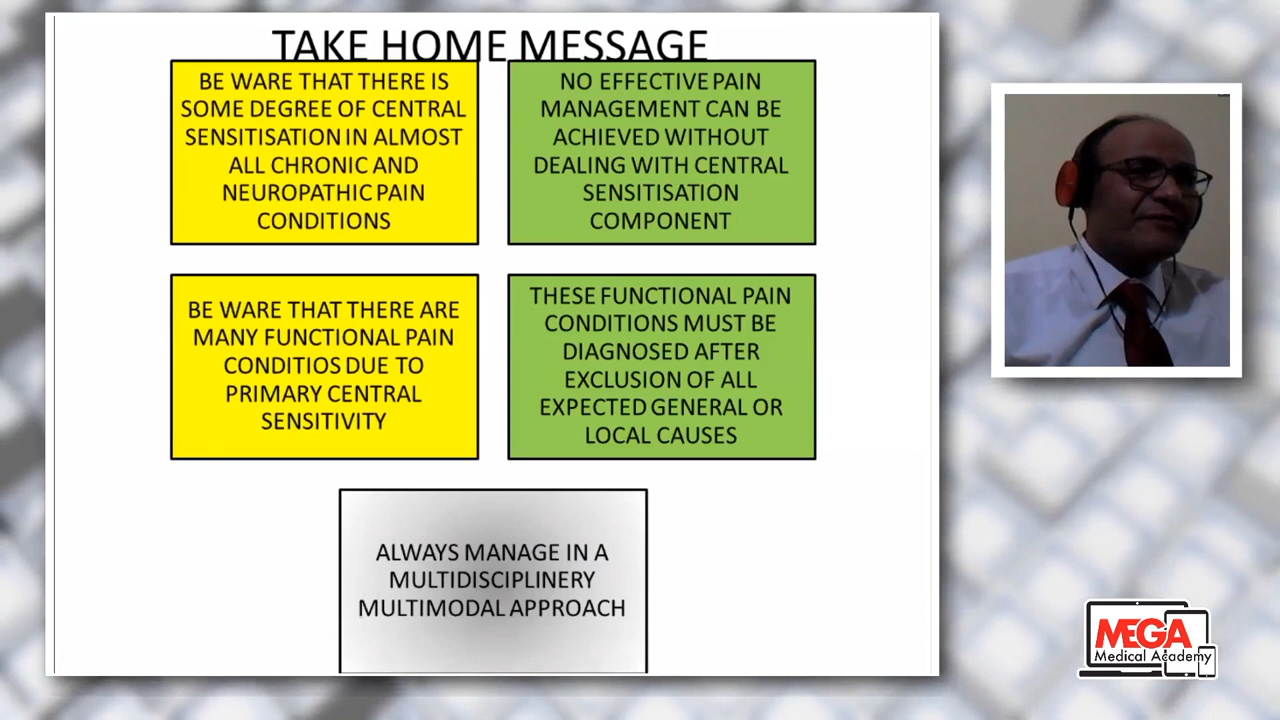 TAKE HOME MESSAGE
BE WARE THAT THERE IS
SOME DEGREE OF CENTRAL
SENSITISATION IN ALMOST
ALL CHRONIC AND
NEUROPATHIC PAIN
CONDITIONS
NO EFFECTIVE PAIN
MANAGEMENT CAN BE
ACHIEVED WITHOUT
DEALING WITH CENTRAL
SENSITISATION
COMPONENT
BE WARE THAT THERE ARE
MANY FUNCTIONAL PAIN
CONDITIOS DUE TO
PRIMARY CENTRAL
SENSITIVITY
THESE FUNCTIONAL PAIN
CONDITIONS MUST BE
DIAGNOSED AFTER
EXCLUSION OF ALL
EXPECTED GENERAL OR
LOCAL CAUSES
ALWAYS MANAGE IN A
MULTIDISCIPLINERY
MULTIMODAL APPROACH
MEGA
Medical Academy